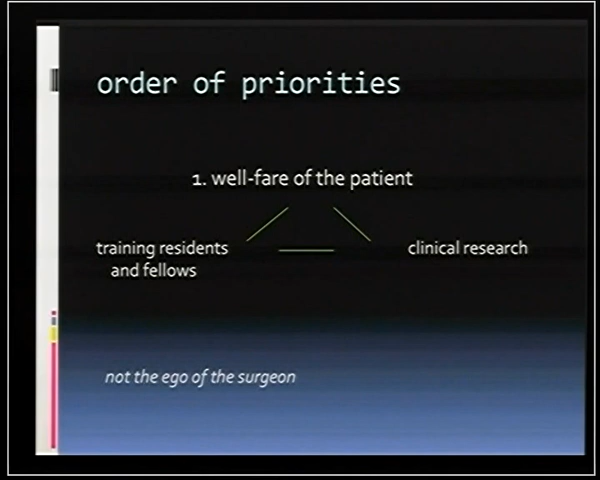 order of priorities
1. well-fare of the patient
training residents
and fellows
clinical research
not the ego of the surgeon